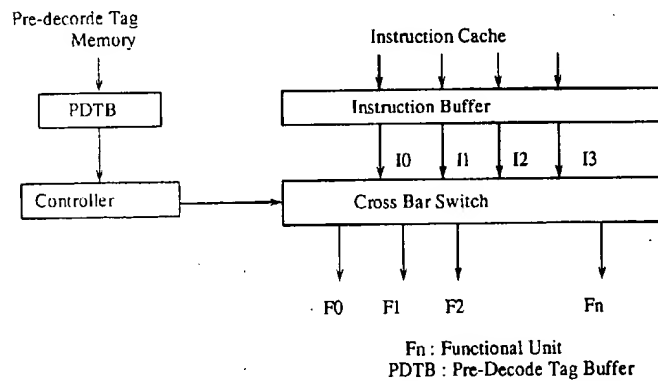 Pre-decorde Tag
Memory
Instruction Cache
PDTB
Instruction Buffer
I0 I1 I2 I3
Controller
Cross Bar Switch
F0 F1 F2 Fn
Fn : Functional Unit
PDTB : Pre-Decode Tag Buffer